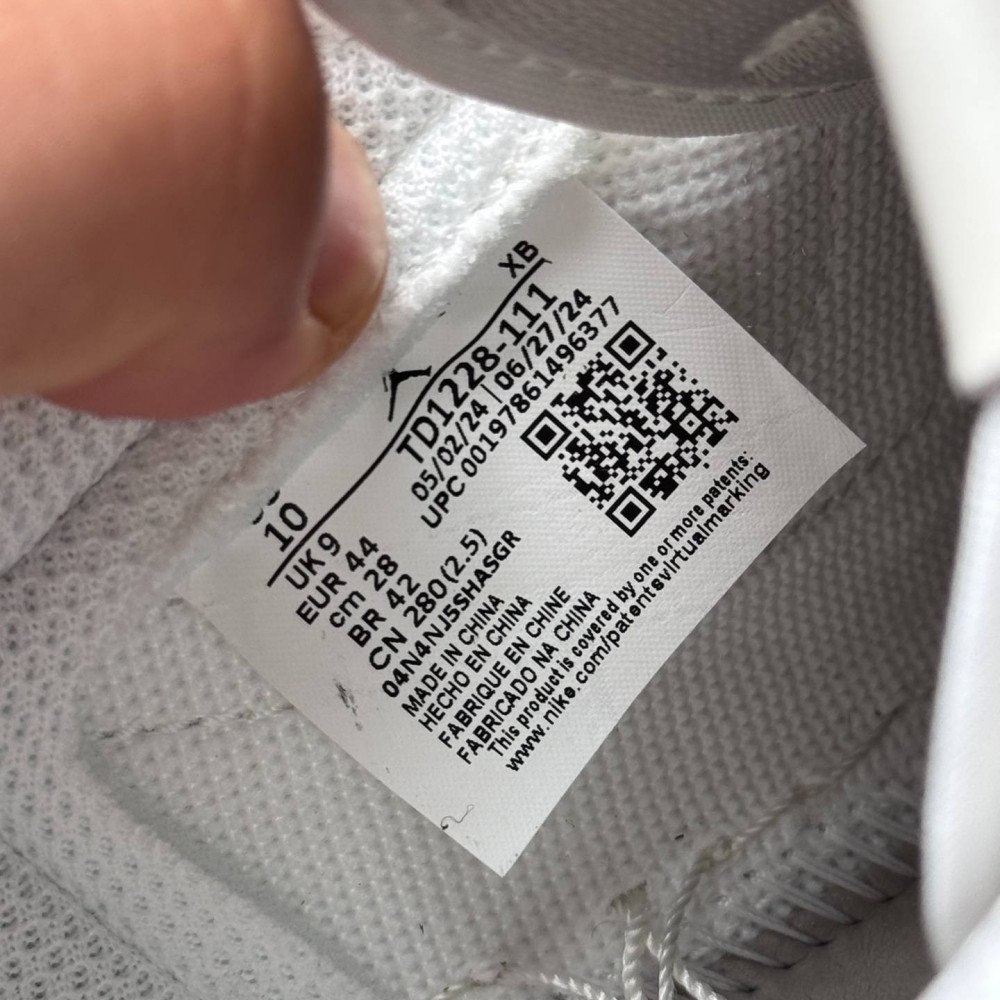 XB
10
UK 9
EUR 44
cm 28
BR 42
CN 280(2.5)
04N4NJ5SHASGR
MADE IN CHINA
HECHO EN CHINA
FABRIQUE EN CHINE
FABRICADO NA CHINA
This product is covered by one or more patents:
www.nike.com/patentsvirtualmarking
TD1228-111
05/02/24 | 06/27/24
UPC 00197861496377